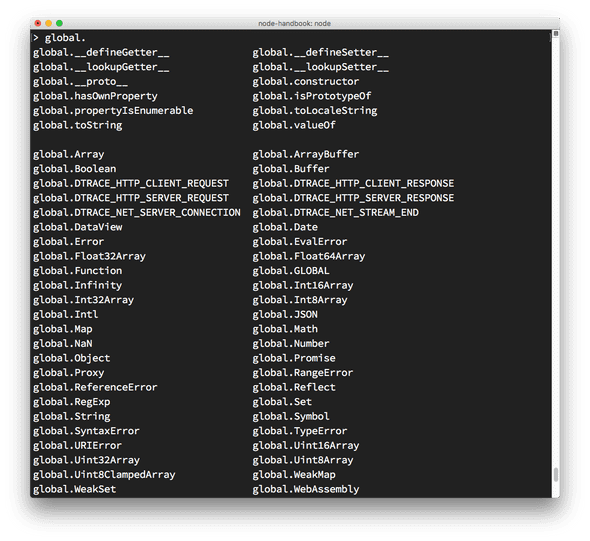 node-handbook: node
> global.
global.__defineGetter__ global.__defineSetter__
global.__lookupGetter__ global.__lookupSetter__
global.__proto__ global.constructor
global.hasOwnProperty global.isPrototypeOf
global.propertyIsEnumerable global.toLocaleString
global.toString global.valueOf
global.Array global.ArrayBuffer
global.Boolean global.Buffer
global.DTRACE_HTTP_CLIENT_REQUEST global.DTRACE_HTTP_CLIENT_RESPONSE
global.DTRACE_HTTP_SERVER_REQUEST global.DTRACE_HTTP_SERVER_RESPONSE
global.DTRACE_NET_SERVER_CONNECTION global.DTRACE_NET_STREAM_END
global.DataView global.Date
global.Error global.EvalError
global.Float32Array global.Float64Array
global.Function global.GLOBAL
global.Infinity global.Int16Array
global.Int32Array global.Int8Array
global.Intl global.JSON
global.Map global.Math
global.NaN global.Number
global.Object global.Promise
global.Proxy global.RangeError
global.ReferenceError global.Reflect
global.RegExp global.Set
global.String global.Symbol
global.SyntaxError global.TypeError
global.URIError global.Uint16Array
global.Uint32Array global.Uint8Array
global.Uint8ClampedArray global.WeakMap
global.WeakSet global.WebAssembly